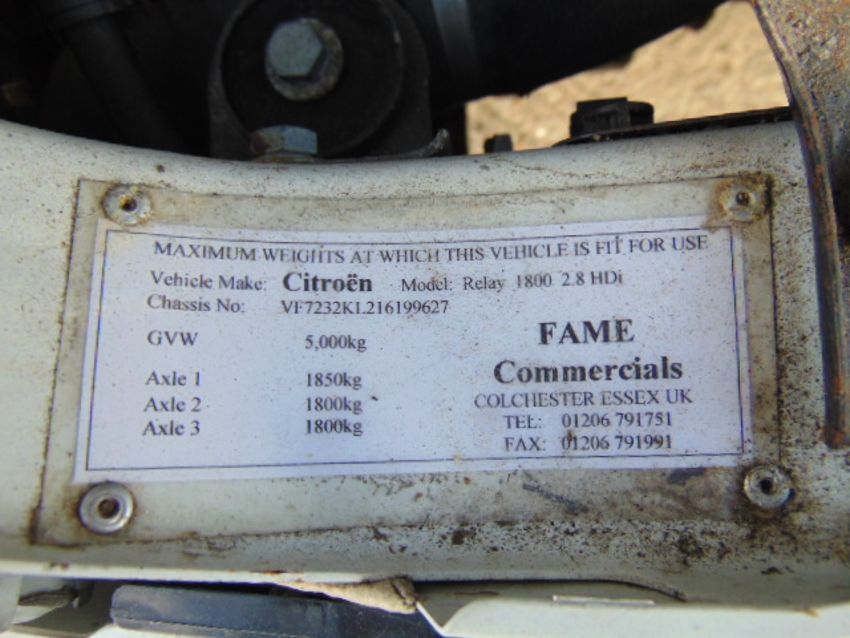 MAXIMUM WEIGHTS AT WHICH THIS VEHICLE IS FIT FOR USE
Vehicle Make: Citroën Model: Relay 1800 2.8 HDi
Chassis No: VF7232KL216199627
GVW 5,000kg
Axle 1 1850kg
Axle 2 1800kg
Axle 3 1800kg
FAME
Commercials
COLCHESTER ESSEX UK
TEL: 01206 791751
FAX: 01206 791991